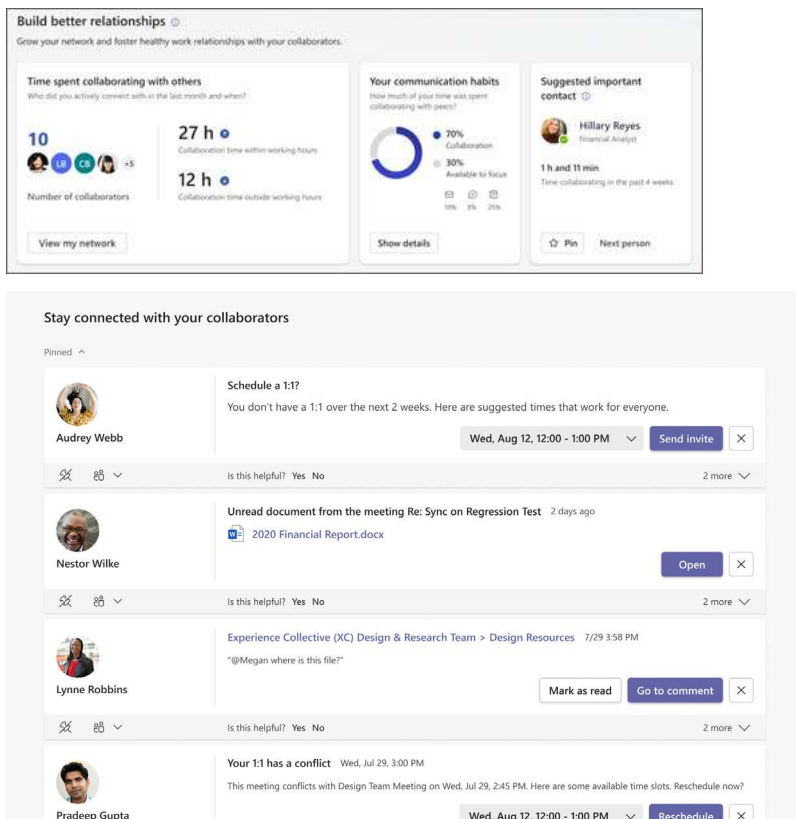 Build better relationships
Grow your network and foster healthy work relationships with your collaborators.
Time spent collaborating with others
Who did you actively connect with in the last month and when?
10
LB CB +5
Number of collaborators
27 h
Collaboration time within working hours
12 h
Collaboration time outside working hours
View my network
Your communication habits
How much of your time was spent
collaborating with peers?
70%
Collaboration
30%
Available to focus
10% 5% 25%
Show details
Suggested important
contact
Hillary Reyes
Financial Analyst
1 h and 11 min
Time collaborating in the past 4 weeks
Pin Next person
Stay connected with your collaborators
Pinned
Audrey Webb
Schedule a 1:1?
You don't have a 1:1 over the next 2 weeks. Here are suggested times that work for everyone.
Wed, Aug 12, 12:00 - 1:00 PM Send invite
Is this helpful? Yes No 2 more
Nestor Wilke
Unread document from the meeting Re: Sync on Regression Test 2 days ago
2020 Financial Report.docx
Open
Is this helpful? Yes No 2 more
Lynne Robbins
Experience Collective (XC) Design & Research Team > Design Resources 7/29 3:58 PM
"@Megan where is this file?"
Mark as read Go to comment
Is this helpful? Yes No 2 more
Pradeep Gupta
Your 1:1 has a conflict Wed, Jul 29, 3:00 PM
This meeting conflicts with Design Team Meeting on Wed, Jul 29, 2:45 PM. Here are some available time slots. Reschedule now?
Wed, Aug 12, 12:00 - 1:00 PM Reschedule